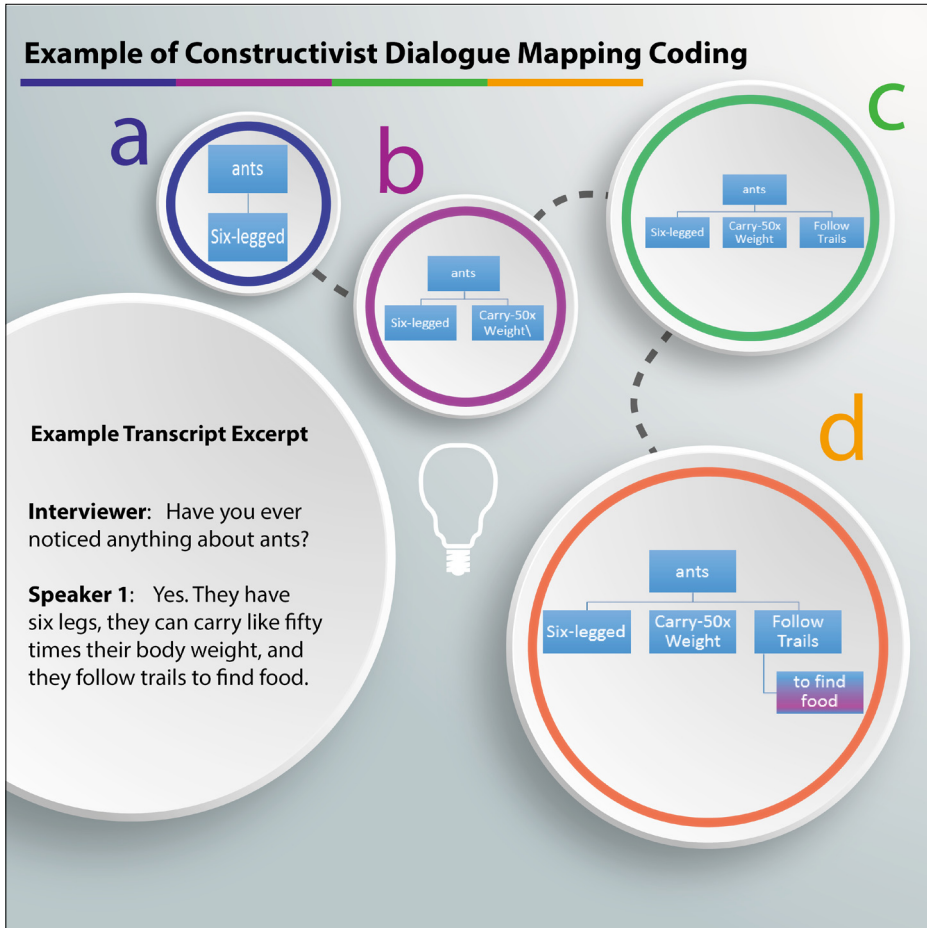 Example of Constructivist Dialogue Mapping Coding
a
ants
Six-legged
b
ants
Six-legged
Carry-50x
Weight\
c
ants
Six-legged
Carry-50x
Weight
Follow
Trails
Example Transcript Excerpt
Interviewer: Have you ever
noticed anything about ants?
Speaker 1: Yes. They have
six legs, they can carry like fifty
times their body weight, and
they follow trails to find food.
d
ants
Six-legged
Carry-50x
Weight
Follow
Trails
to find
food